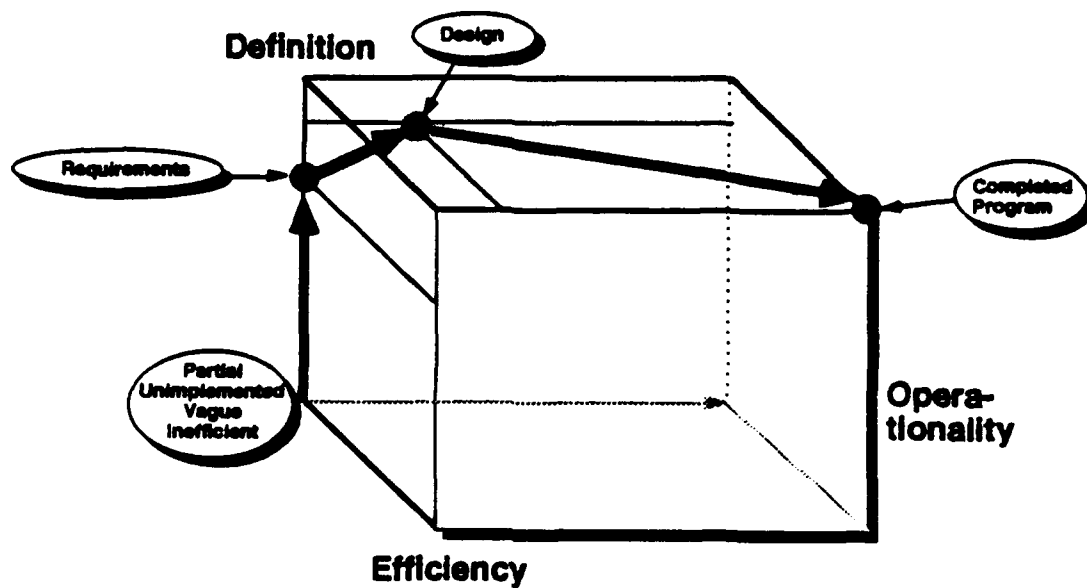 Design
Definition
Requirements
Completed
Program
Partial
Unimplemented
Vague
Inefficient
Opera-
tionality
Efficiency